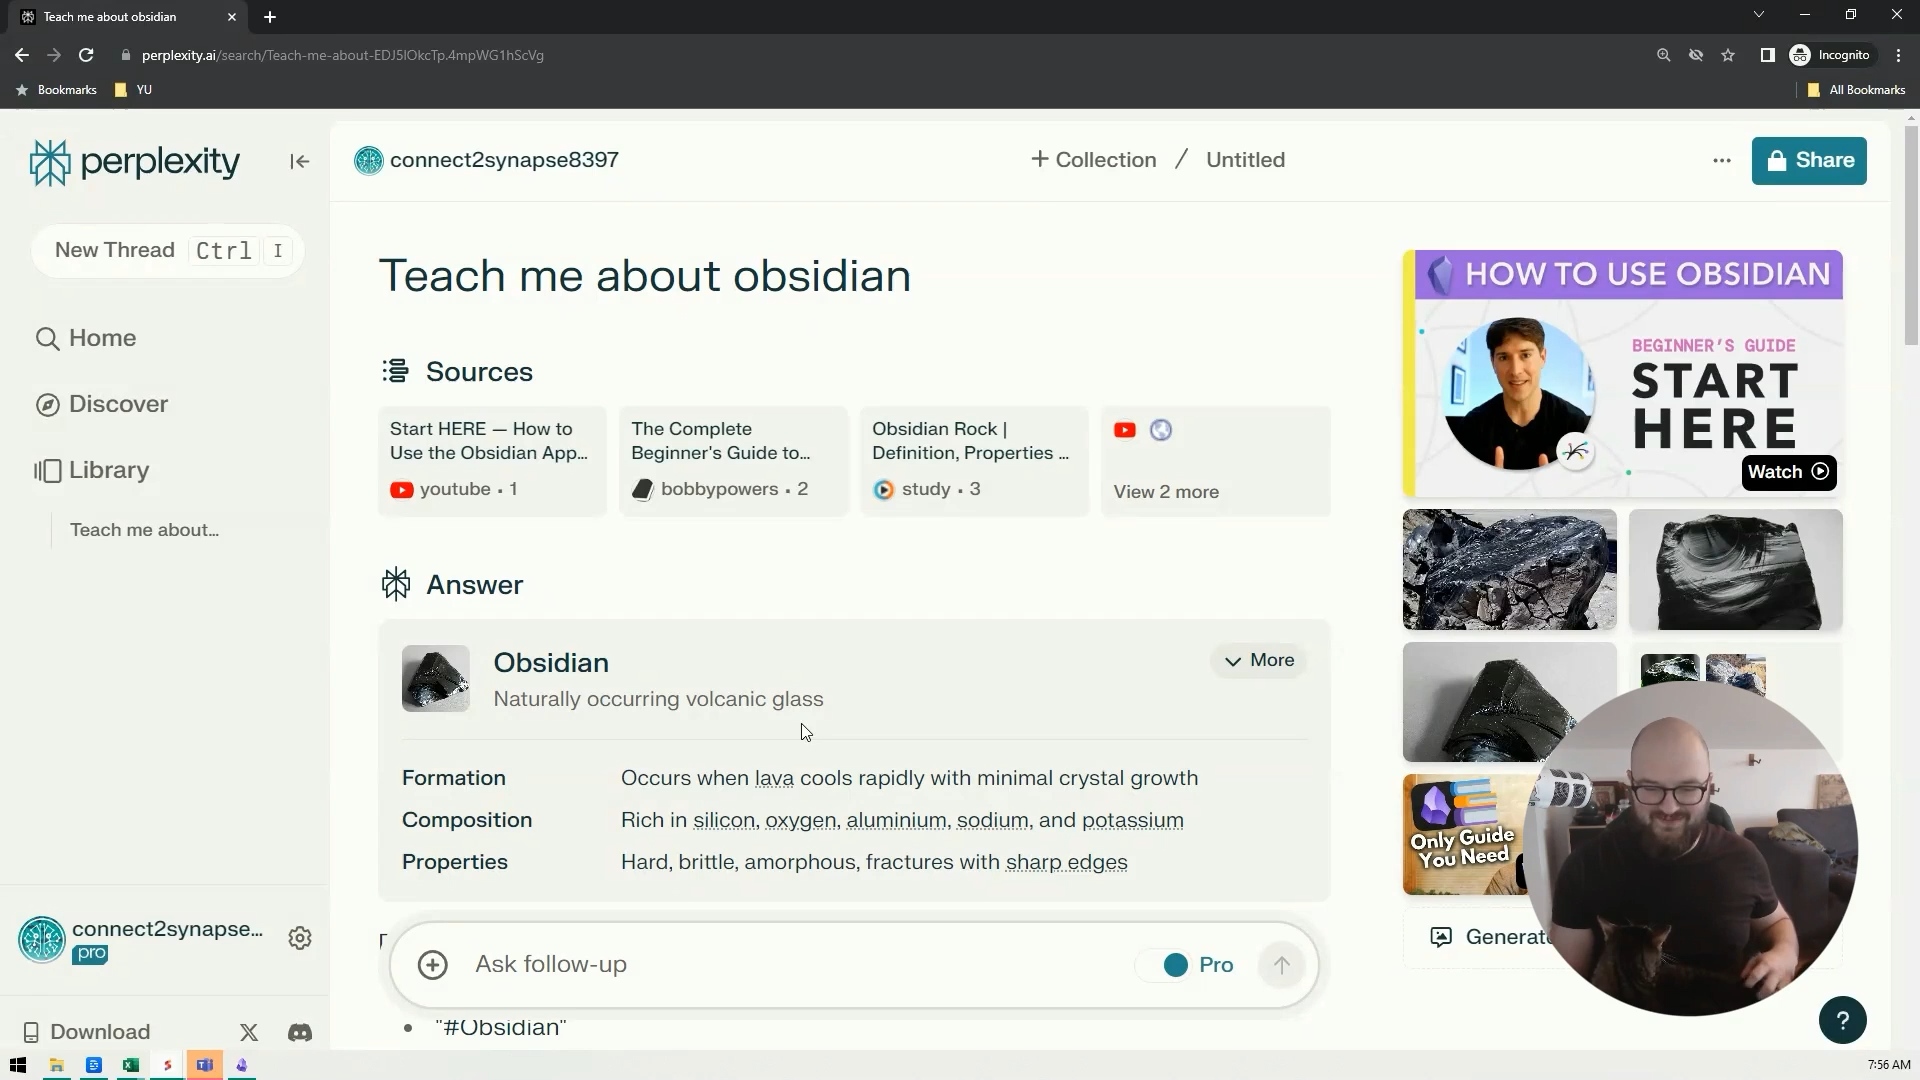 Teach me about obsidian
perplexity.ai/search/Teach-me-about-EDJ5lOkcTp.4mpWG1hScVg
Incognito
Bookmarks
YU
All Bookmarks
perplexity
New Thread Ctrl I
Home
Discover
Library
Teach me about...
connect2synapse...
pro
Download
connect2synapse8397
+ Collection / Untitled
Share
Teach me about obsidian
Sources
Start HERE — How to
Use the Obsidian App...
youtube · 1
The Complete
Beginner's Guide to...
bobbypowers · 2
Obsidian Rock |
Definition, Properties ...
study · 3
View 2 more
Answer
Obsidian
Naturally occurring volcanic glass
More
Formation Occurs when lava cools rapidly with minimal crystal growth
Composition Rich in silicon, oxygen, aluminium, sodium, and potassium
Properties Hard, brittle, amorphous, fractures with sharp edges
Ask follow-up
Pro
• "#Obsidian"
HOW TO USE OBSIDIAN
BEGINNER'S GUIDE
START
HERE
Watch
Only Guide
You Need
?
7:56 AM